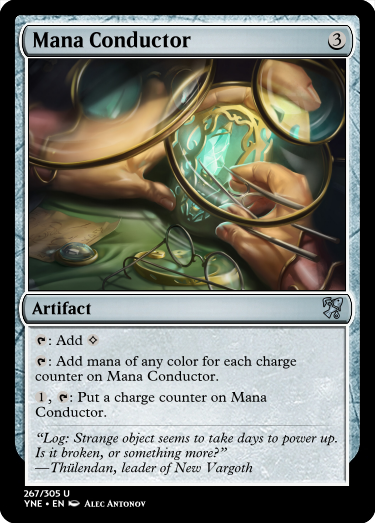 Mana Conductor 3
Artifact
: Add
: Add mana of any color for each charge
counter on Mana Conductor.
1, : Put a charge counter on Mana
Conductor.
“Log: Strange object seems to take days to power up.
Is it broken, or something more?”
—Thülendan, leader of New Vargoth
267/305 U
YNE • EN Alec Antonov